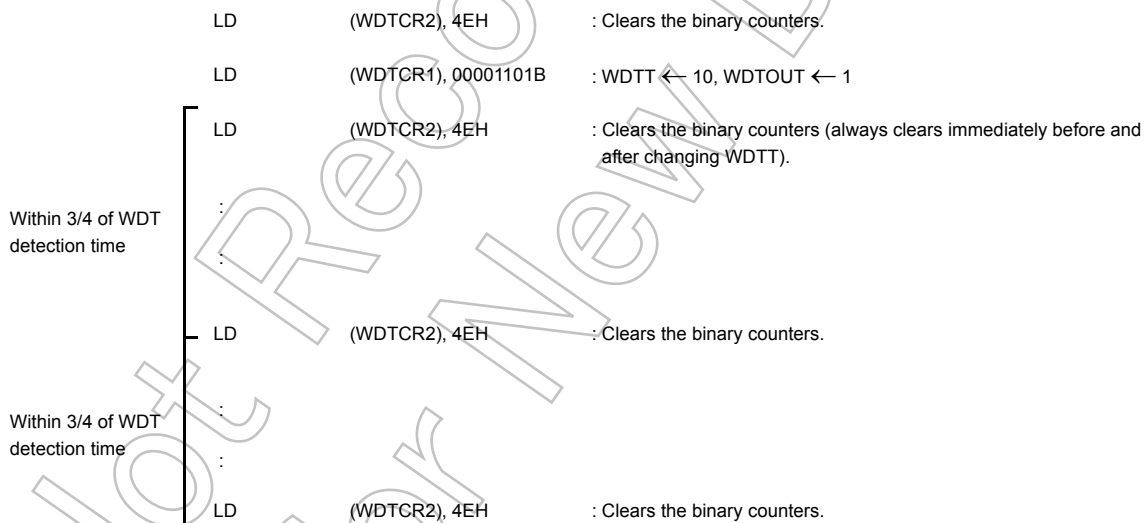 LD (WDTCR2), 4EH : Clears the binary counters.
LD (WDTCR1), 00001101B : WDTT ← 10, WDTOUT ← 1
LD (WDTCR2), 4EH : Clears the binary counters (always clears immediately before and
after changing WDTT).
Within 3/4 of WDT
detection time
:
:
LD (WDTCR2), 4EH : Clears the binary counters.
Within 3/4 of WDT
detection time
:
:
LD (WDTCR2), 4EH : Clears the binary counters.